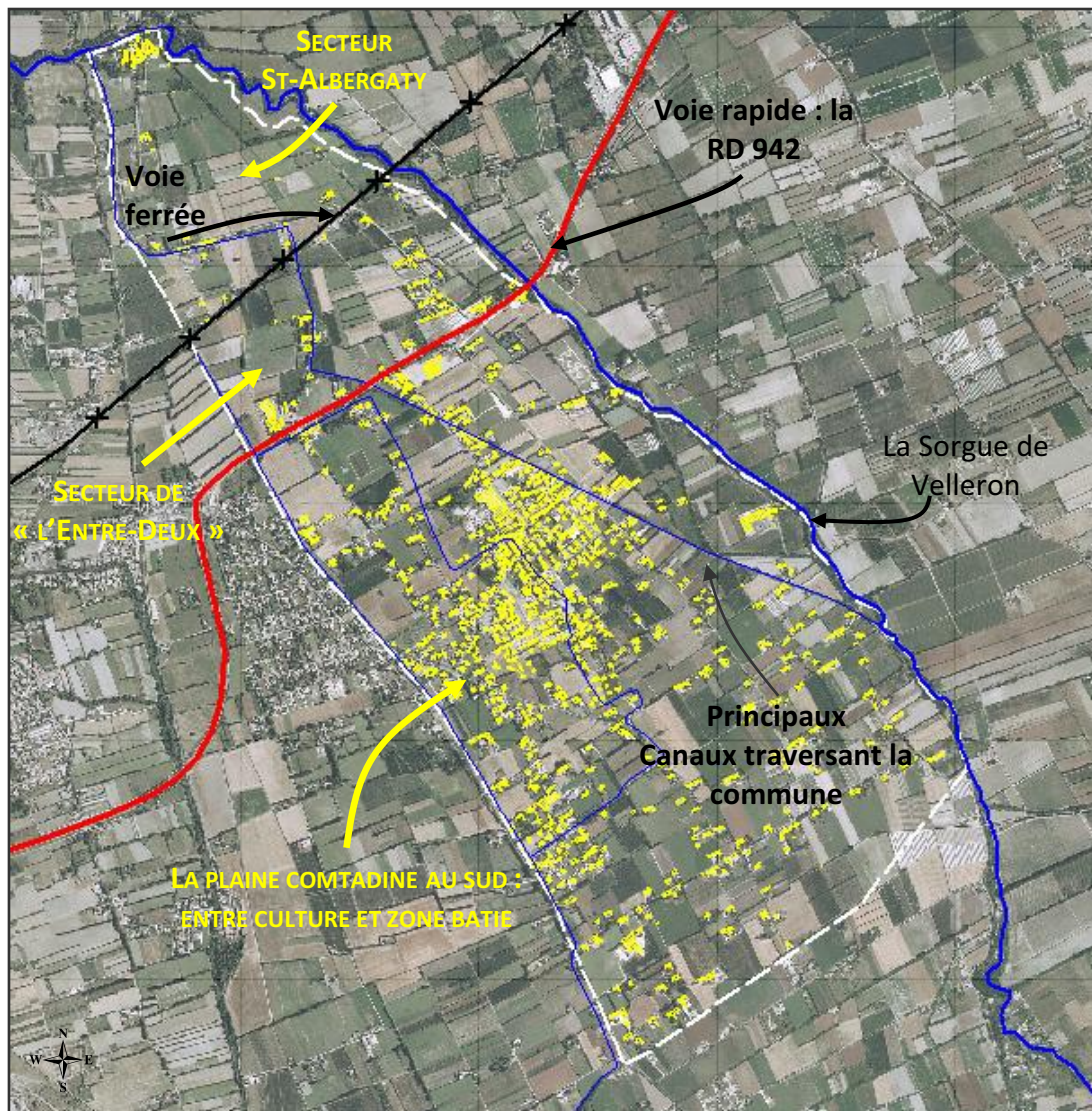 SECTEUR
ST-ALBERGATY
Voie rapide : la
RD 942
Voie
ferrée
La Sorgue de
Velleron
SECTEUR DE
« L'ENTRE-DEUX »
Principaux
Canaux traversant la
commune
LA PLAINE COMTADINE AU SUD :
ENTRE CULTURE ET ZONE BATIE
N
W E
S